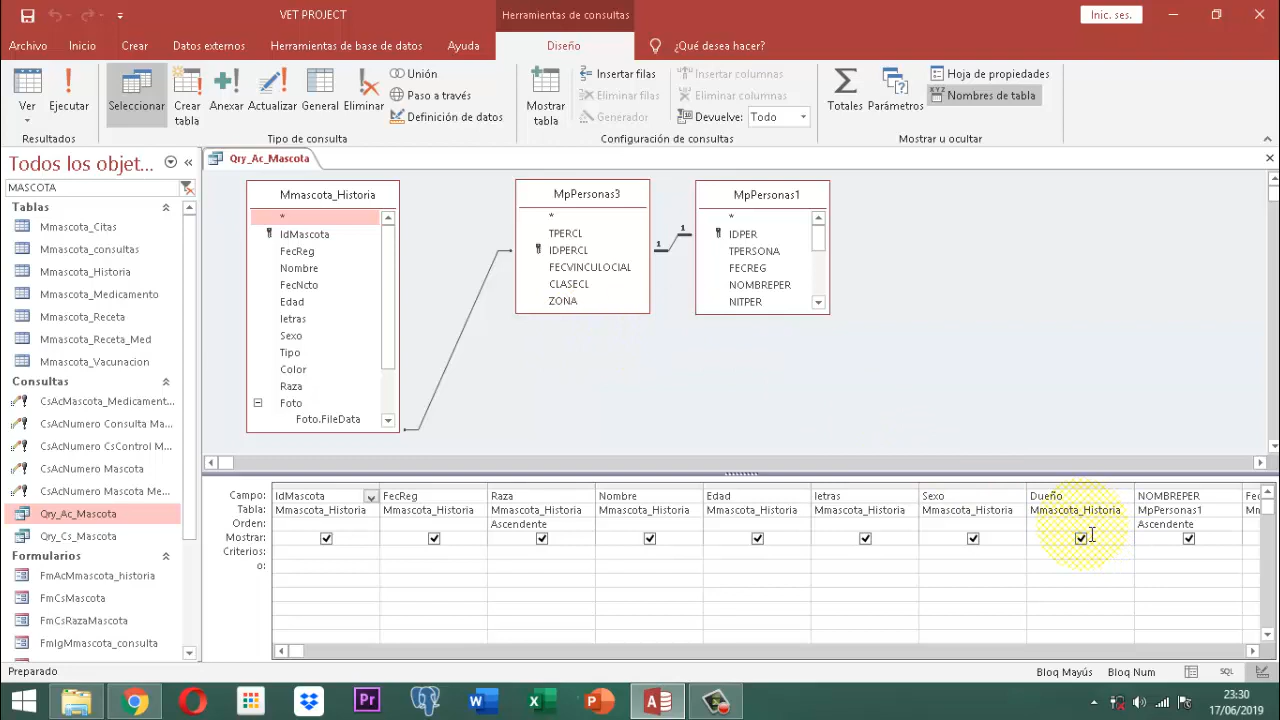 VET PROJECT
Herramientas de consultas
Inic. ses.
Archivo
Inicio
Crear
Datos externos
Herramientas de base de datos
Ayuda
Diseño
¿Qué desea hacer?
Ver
Ejecutar
Seleccionar
Crear tabla
Anexar
Actualizar
General
Eliminar
Unión
Paso a través
Definición de datos
Mostrar tabla
Insertar filas
Eliminar filas
Generador
Insertar columnas
Eliminar columnas
Devuelve: Todo
Totales
Parámetros
Hoja de propiedades
XYZ Nombres de tabla
Resultados
Tipo de consulta
Configuración de consultas
Mostrar u ocultar
Todos los objet...
MASCOTA
Tablas
Mmascota_Citas
Mmascota_consultas
Mmascota_Historia
Mmascota_Medicamento
Mmascota_Receta
Mmascota_Receta_Med
Mmascota_Vacunacion
Consultas
CsAcMascota_Medicament...
CsAcNumero Consulta Ma...
CsAcNumero CsControl M...
CsAcNumero Mascota
CsAcNumero Mascota Me...
Qry_Ac_Mascota
Qry_Cs_Mascota
Formularios
FmAcMmascota_historia
FmCsMascota
FmCsRazaMascota
FmIgMmascota_consulta
Qry_Ac_Mascota
Mmascota_Historia
*
IdMascota
FecReg
Nombre
FecNcto
Edad
letras
Sexo
Tipo
Color
Raza
Foto
Foto.FileData
MpPersonas3
*
TPERCL
IDPERCL
FECVINCULOCIAL
CLASECL
ZONA
1
1
MpPersonas1
*
IDPER
TPERSONA
FECREG
NOMBREPER
NITPER
Campo: IdMascota FecReg Raza Nombre Edad letras Sexo Dueño NOMBREPER Fec
Tabla: Mmascota_Historia Mmascota_Historia Mmascota_Historia Mmascota_Historia Mmascota_Historia Mmascota_Historia Mmascota_Historia Mmascota_Historia MpPersonas1 Mm
Orden: Ascendente Ascendente
Mostrar:
Criterios:
o:
Preparado
Bloq Mayús
Bloq Num
SQL
Pr
W
X
P
A
23:30
17/06/2019